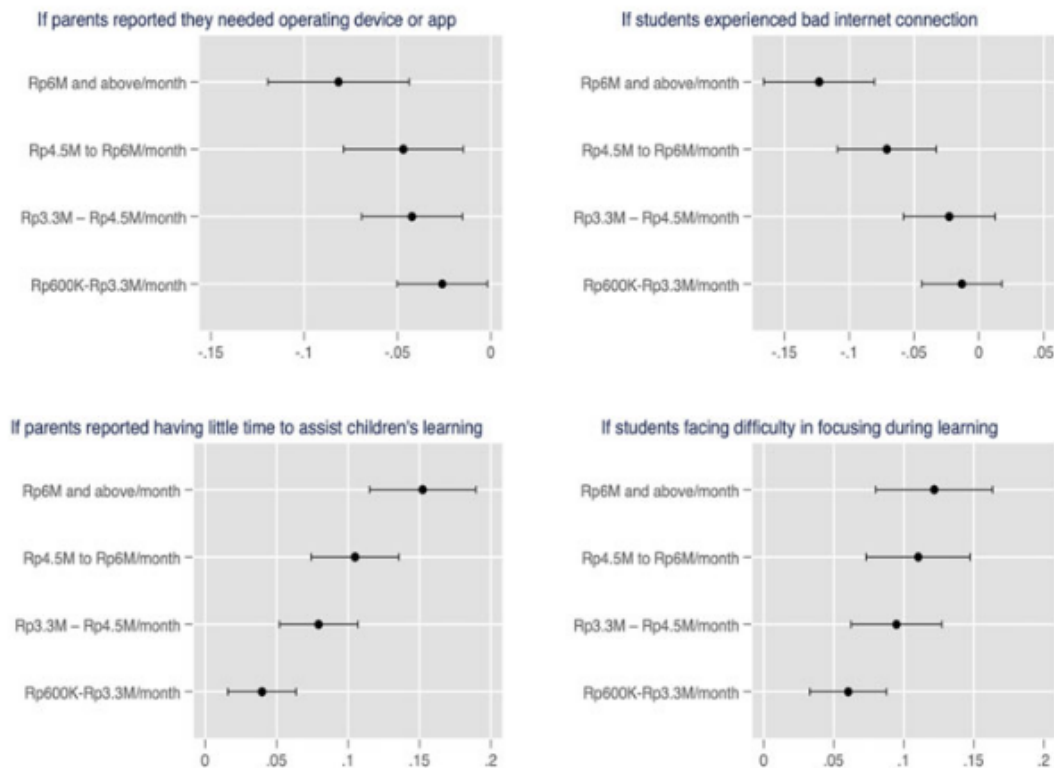 If parents reported they needed operating device or app
Rp6M and above/month
Rp4.5M to Rp6M/month
Rp3.3M – Rp4.5M/month
Rp600K-Rp3.3M/month
-.15 -.1 -.05 0
If students experienced bad internet connection
Rp6M and above/month
Rp4.5M to Rp6M/month
Rp3.3M – Rp4.5M/month
Rp600K-Rp3.3M/month
-.15 -.1 -.05 0 .05
If parents reported having little time to assist children's learning
Rp6M and above/month
Rp4.5M to Rp6M/month
Rp3.3M – Rp4.5M/month
Rp600K-Rp3.3M/month
0 .05 .1 .15 .2
If students facing difficulty in focusing during learning
Rp6M and above/month
Rp4.5M to Rp6M/month
Rp3.3M – Rp4.5M/month
Rp600K-Rp3.3M/month
0 .05 .1 .15 .2